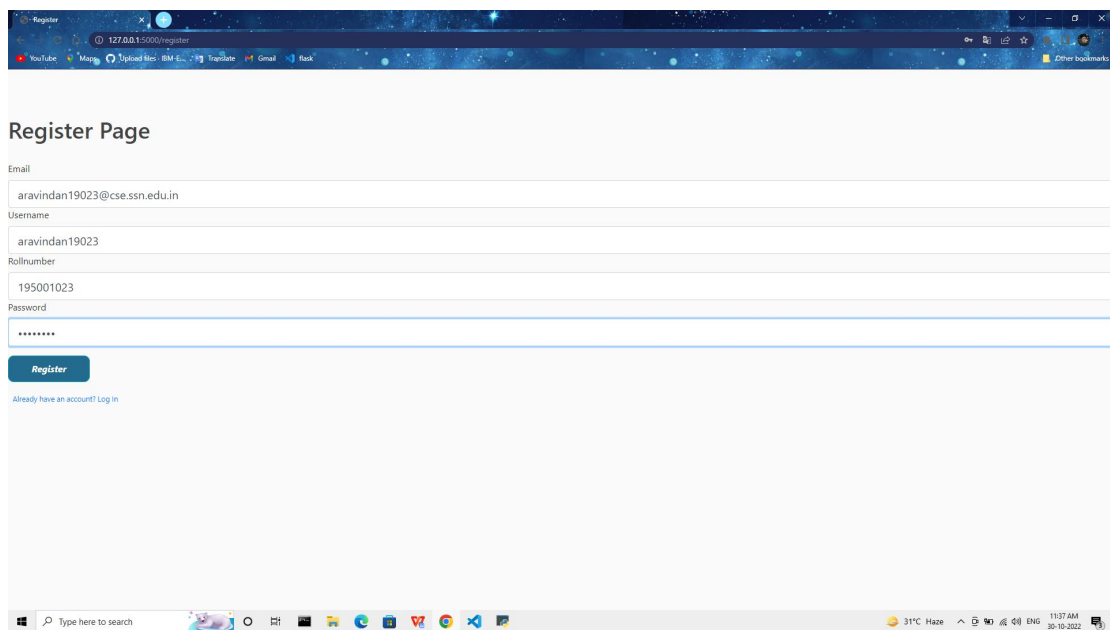 Register
127.0.0.1:5000/register
YouTube Maps Upload files · IBM-E... Translate Gmail flask Other bookmarks
Register Page
Email
aravindan19023@cse.ssn.edu.in
Username
aravindan19023
Rollnumber
195001023
Password
••••••••
Register
Already have an account? Log In
Type here to search 31°C Haze ENG 11:37 AM
30-10-2022